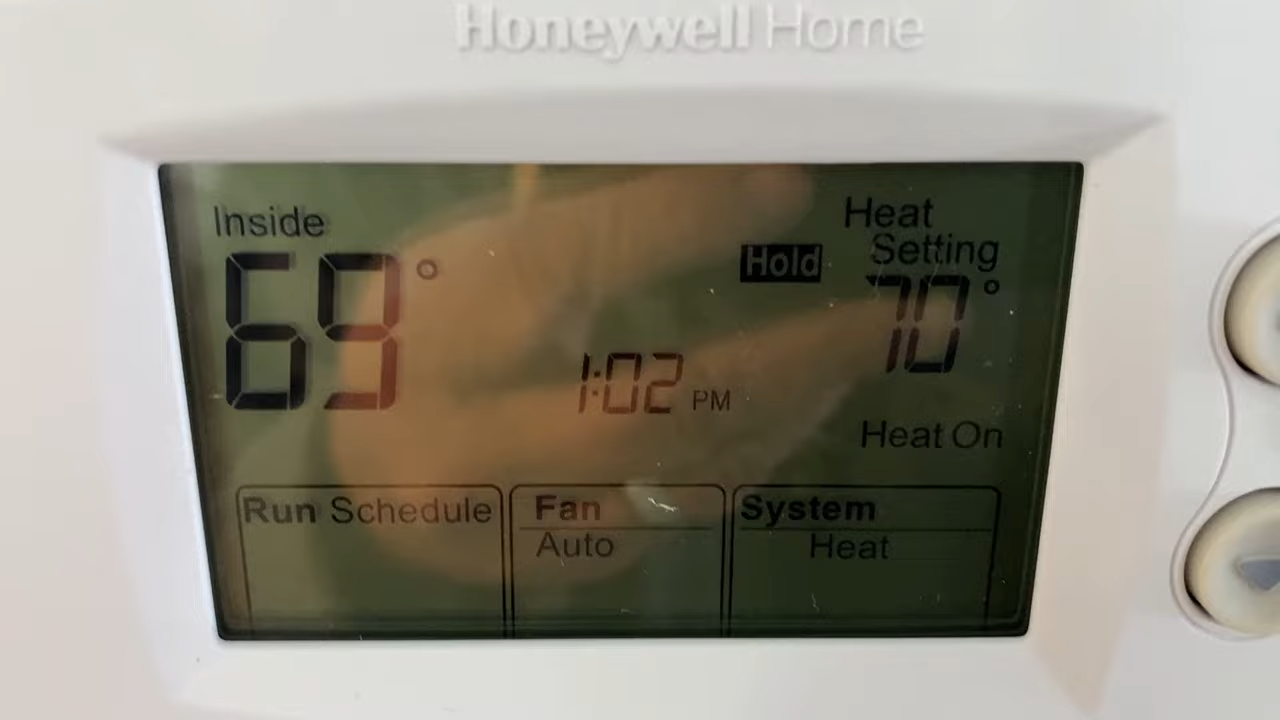 Honeywell Home
Inside
69°
Hold
Heat
Setting
70°
1:02 PM
Heat On
Run Schedule
Fan
Auto
System
Heat